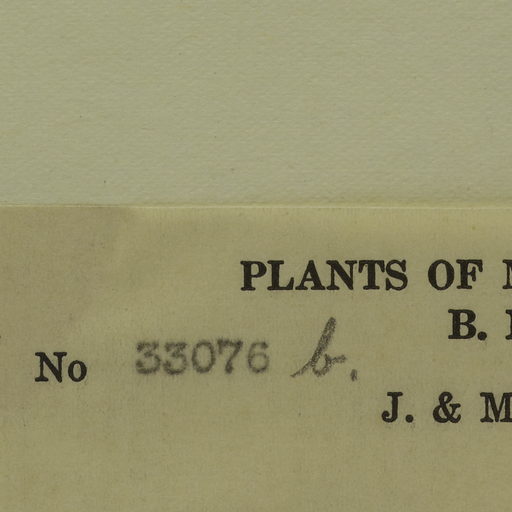 PLANTS OF
B.
No 33076 b.
J. & M